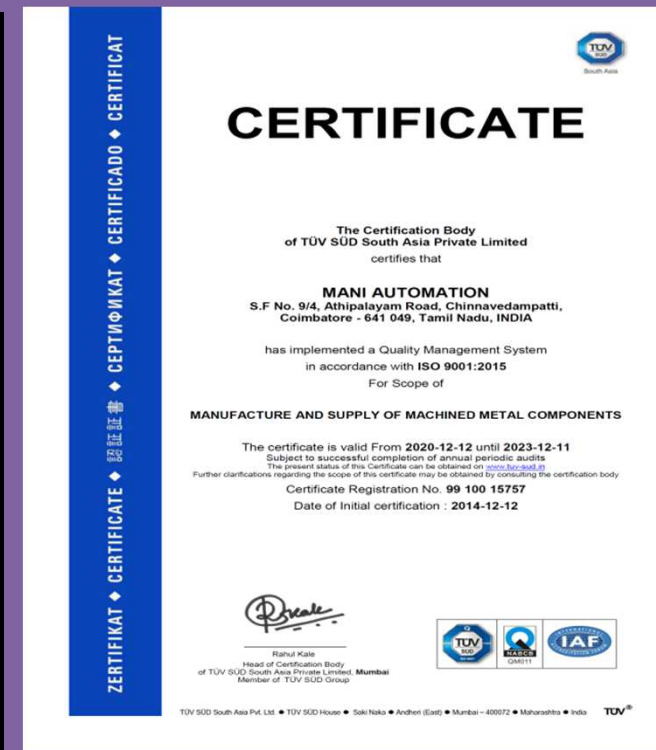 ZERTIFIKAT ◆ CERTIFICATE ◆ 認証証書 ◆ СЕРТИФИКАТ ◆ CERTIFICADO ◆ CERTIFICAT
TÜV
SÜD
South Asia
CERTIFICATE
The Certification Body
of TÜV SÜD South Asia Private Limited
certifies that
MANI AUTOMATION
S.F No. 9/4, Athipalayam Road, Chinnavedampatti,
Coimbatore - 641 049, Tamil Nadu, INDIA
has implemented a Quality Management System
in accordance with ISO 9001:2015
For Scope of
MANUFACTURE AND SUPPLY OF MACHINED METAL COMPONENTS
The certificate is valid From 2020-12-12 until 2023-12-11
Subject to successful completion of annual periodic audits
The present status of this Certificate can be obtained on www.tuv-sud.in
Further clarifications regarding the scope of this certificate may be obtained by consulting the certification body
Certificate Registration No. 99 100 15757
Date of Initial certification : 2014-12-12
Rahul Kale
Head of Certification Body
of TÜV SÜD South Asia Private Limited, Mumbai
Member of TÜV SÜD Group
TÜV
SÜD
NABCB
QM011
IAF
TÜV SÜD South Asia Pvt. Ltd. ● TÜV SÜD House ● Saki Naka ● Andheri (East) ● Mumbai – 400072 ● Maharashtra ● India TÜV®